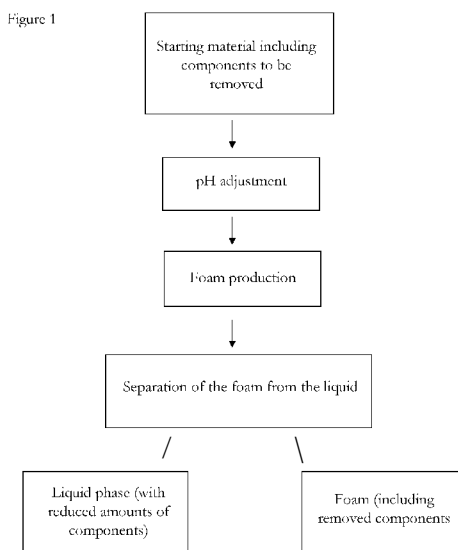 Figure 1
Starting material including
components to be
removed
pH adjustment
Foam production
Separation of the foam from the liquid
Liquid phase (with
reduced amounts of
components)
Foam (including
removed components